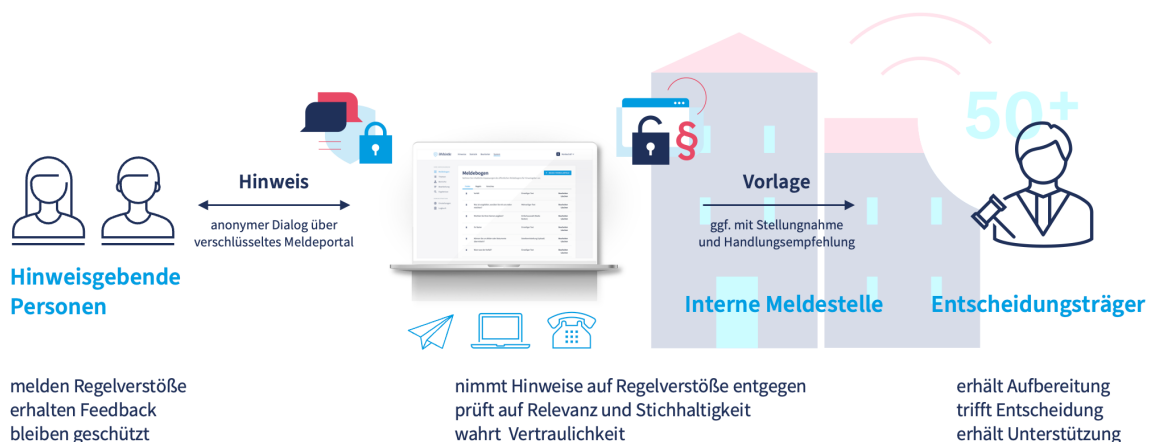 50+
§
Meldebogen
Hinweis
anonymer Dialog über
verschlüsseltes Meldeportal
Vorlage
ggf. mit Stellungnahme
und Handlungsempfehlung
Hinweisgebende
Personen
Interne Meldestelle
Entscheidungsträger
melden Regelverstöße
erhalten Feedback
bleiben geschützt
nimmt Hinweise auf Regelverstöße entgegen
prüft auf Relevanz und Stichhaltigkeit
wahrt Vertraulichkeit
erhält Aufbereitung
trifft Entscheidung
erhält Unterstützung